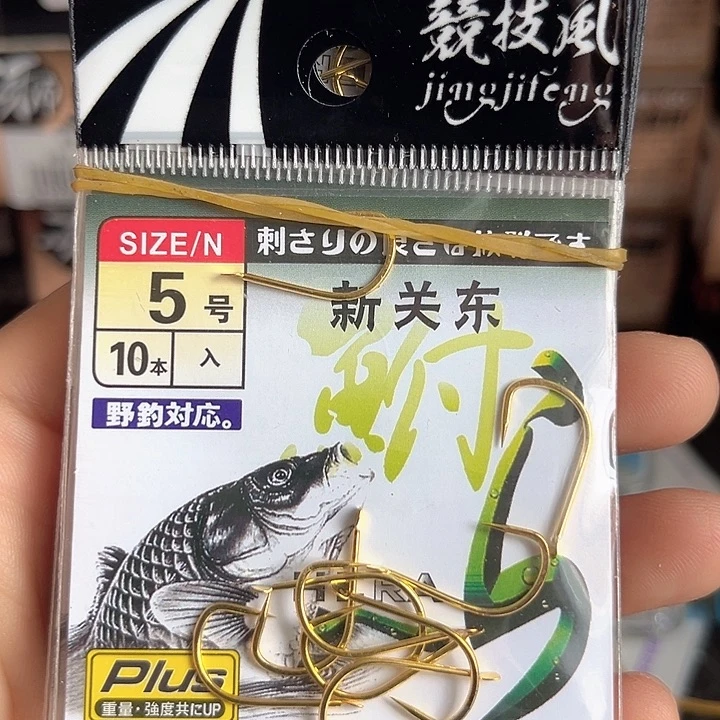 競技風
jingjifeng
SIZE/N
5号
10本 入
刺さりの良さは抜群です
新关东
鮒
野釣対応。
Plus
重量・強度共にUP